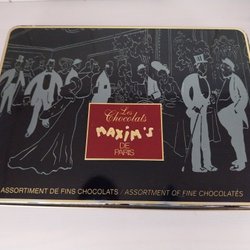 Les
Chocolats
MAXIM'S
DE
PARIS
ASSORTIMENT DE FINS CHOCOLATS / ASSORTMENT OF FINE CHOCOLATES